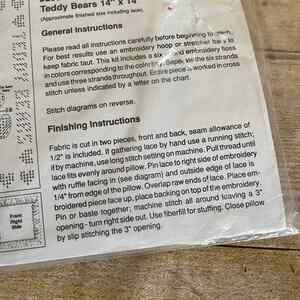 Teddy Bears 14" x 14"
(Approximate finished size including lace)
General Instructions
Please read all instructions carefully before beginning
For best results we use an embroidery hoop or stretcher
keep fabric taut. This kit includes a six embroidery floss
in colors corresponding to Separate the six strands
and use three strands throughout. Entire piece is worked in cross
stitch unless indicated by a letter on the chart.
Stitch diagrams on reverse.
Finishing Instructions
Fabric is cut in two pieces, front and back, seam allowance of
1/2" is included. If gathering lace by hand use a running stitch;
if by machine, use long stitch setting on machine. Pull thread until
lace fits evenly around pillow. Pin lace to right side of embroidery
with ruffle facing in (see diagram) and outside edge of lace is
1/4" from edge of the pillow. Overlap raw ends of lace. Place em-
broidered piece face up, place backing on top of the embroidery.
Pin or baste together; machine stitch all around leaving a 3"
opening - turn right side out. Use fiberfill for stuffing. Close pillow
by slip stitching the 3" opening.
TEDDY BEARS
Front
Right
Side